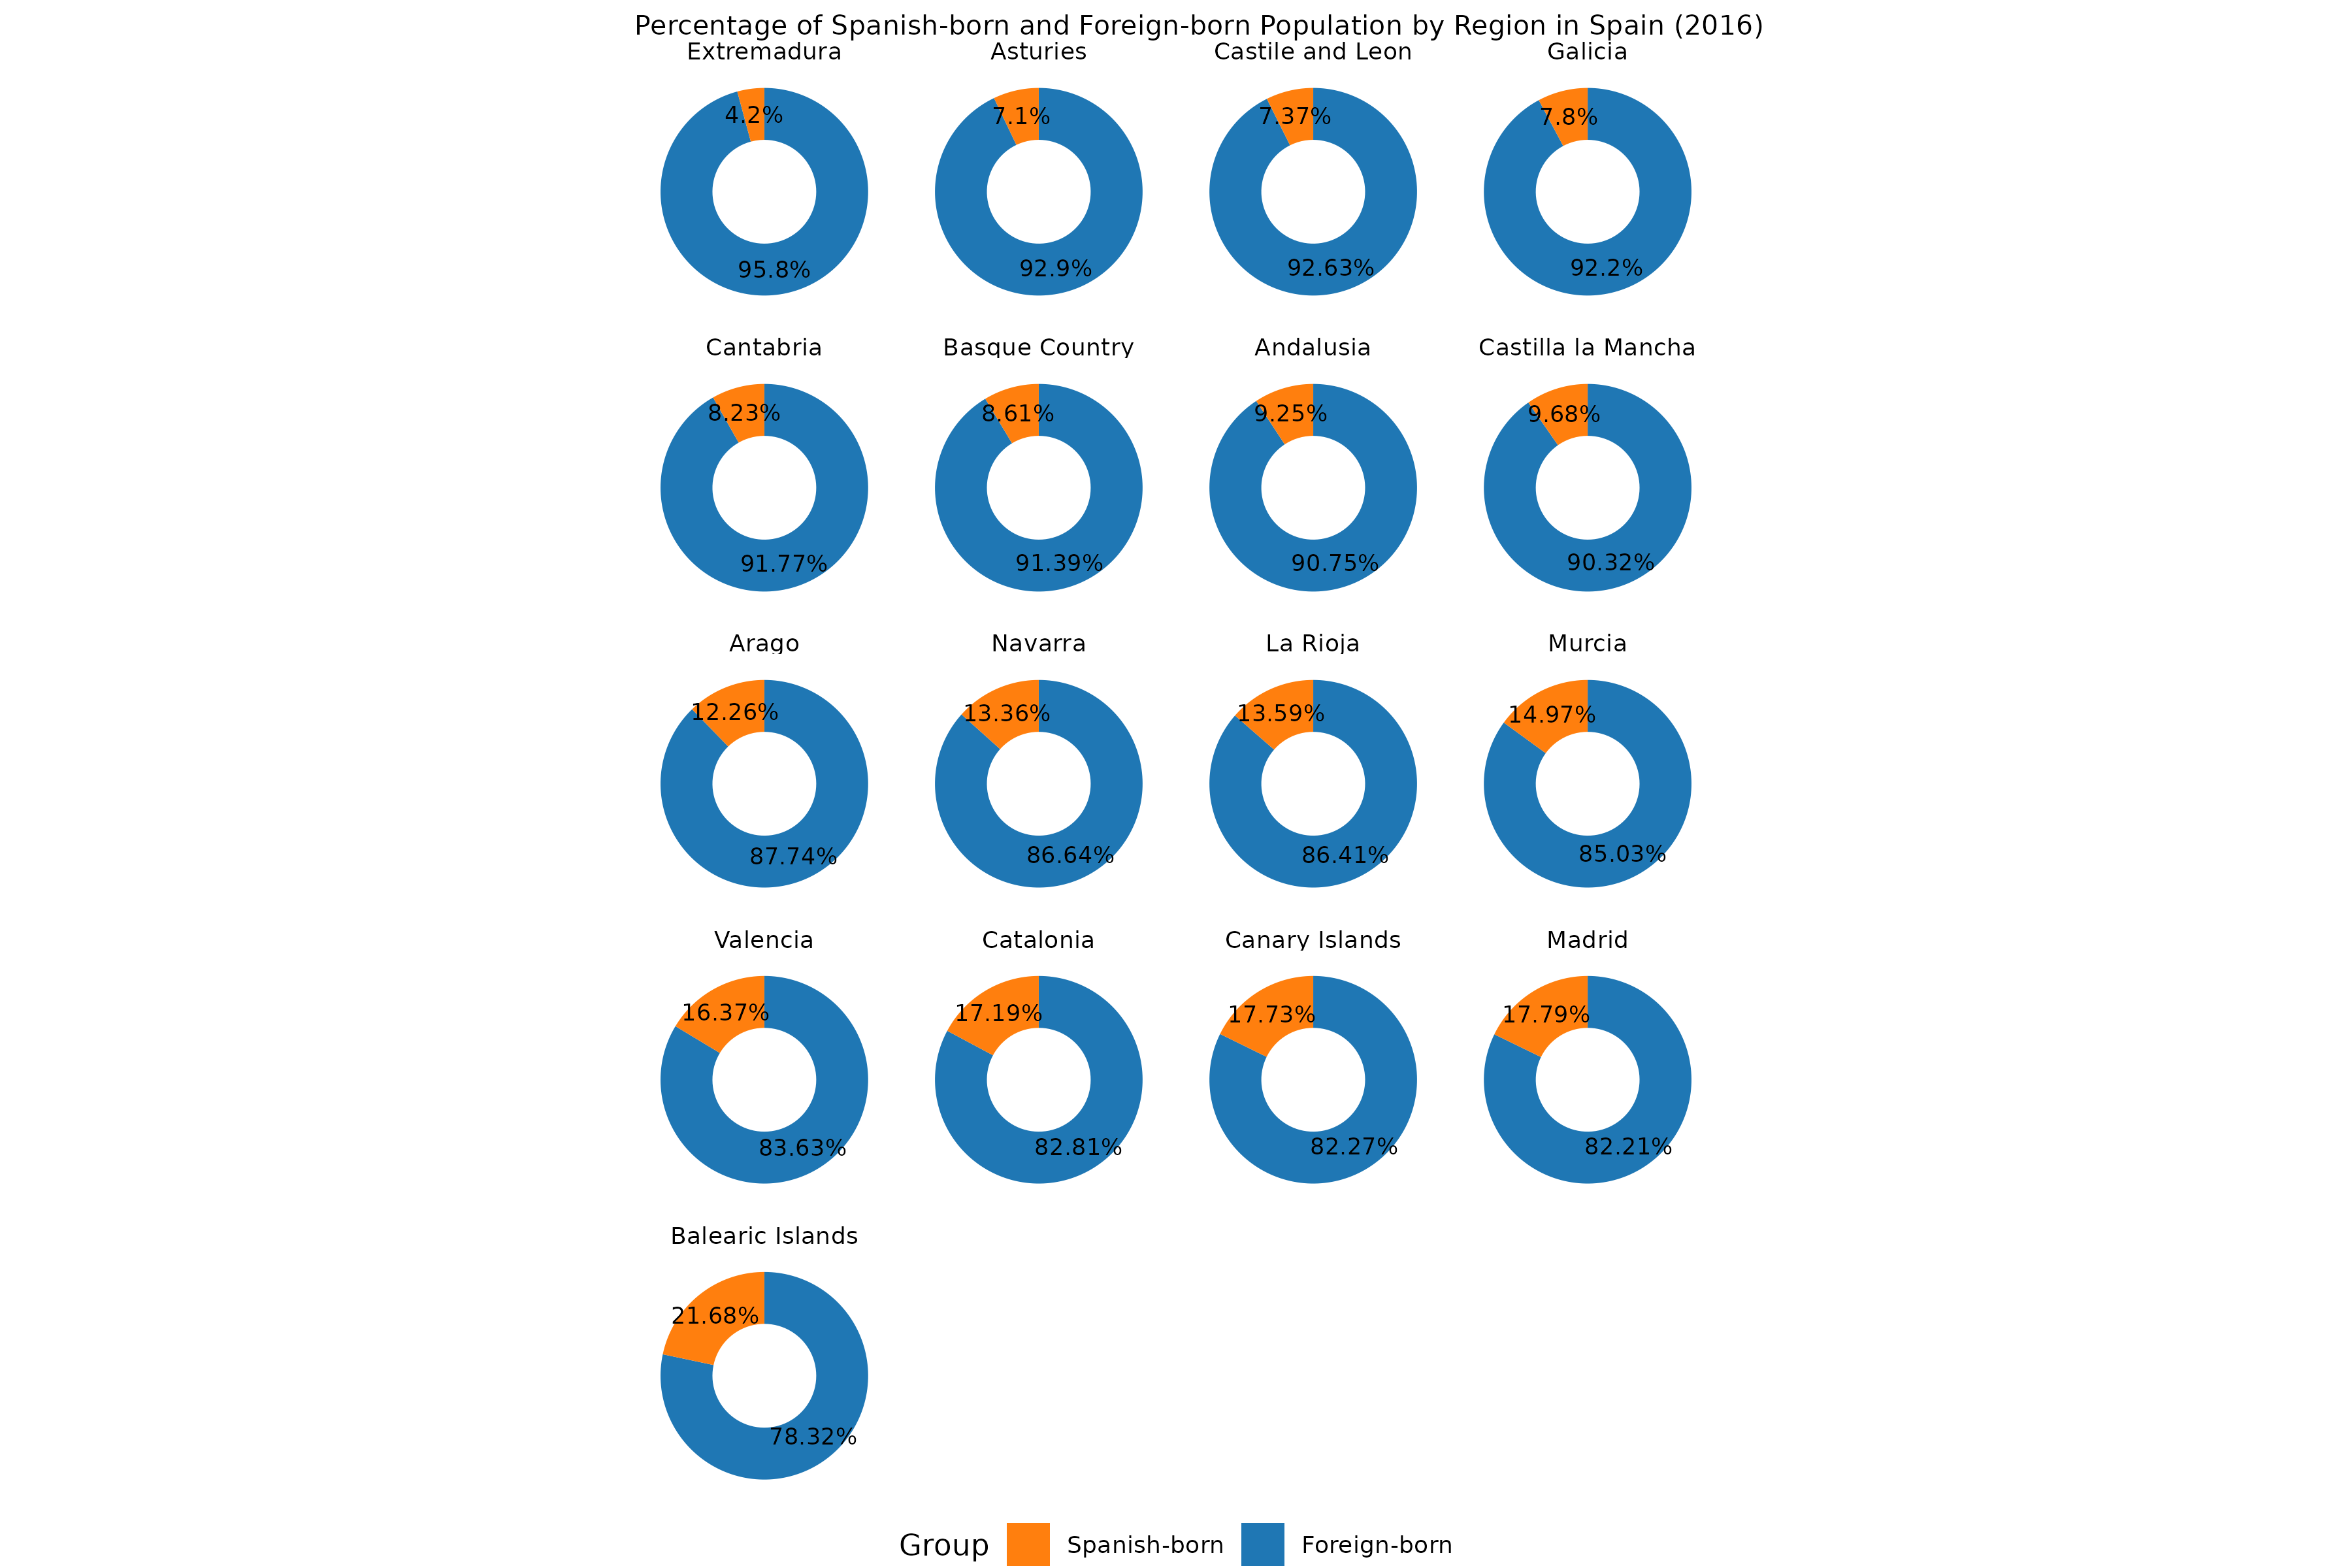 Percentage of Spanish-born and Foreign-born Population by Region in Spain (2016)
Extremadura Asturies Castile and Leon Galicia
4.2% 7.1% 7.37% 7.8%
95.8% 92.9% 92.63% 92.2%
Cantabria Basque Country Andalusia Castilla la Mancha
8.23% 8.61% 9.25% 9.68%
91.77% 91.39% 90.75% 90.32%
Arago Navarra La Rioja Murcia
12.26% 13.36% 13.59% 14.97%
87.74% 86.64% 86.41% 85.03%
Valencia Catalonia Canary Islands Madrid
16.37% 17.19% 17.73% 17.79%
83.63% 82.81% 82.27% 82.21%
Balearic Islands
21.68%
78.32%
Group Spanish-born Foreign-born